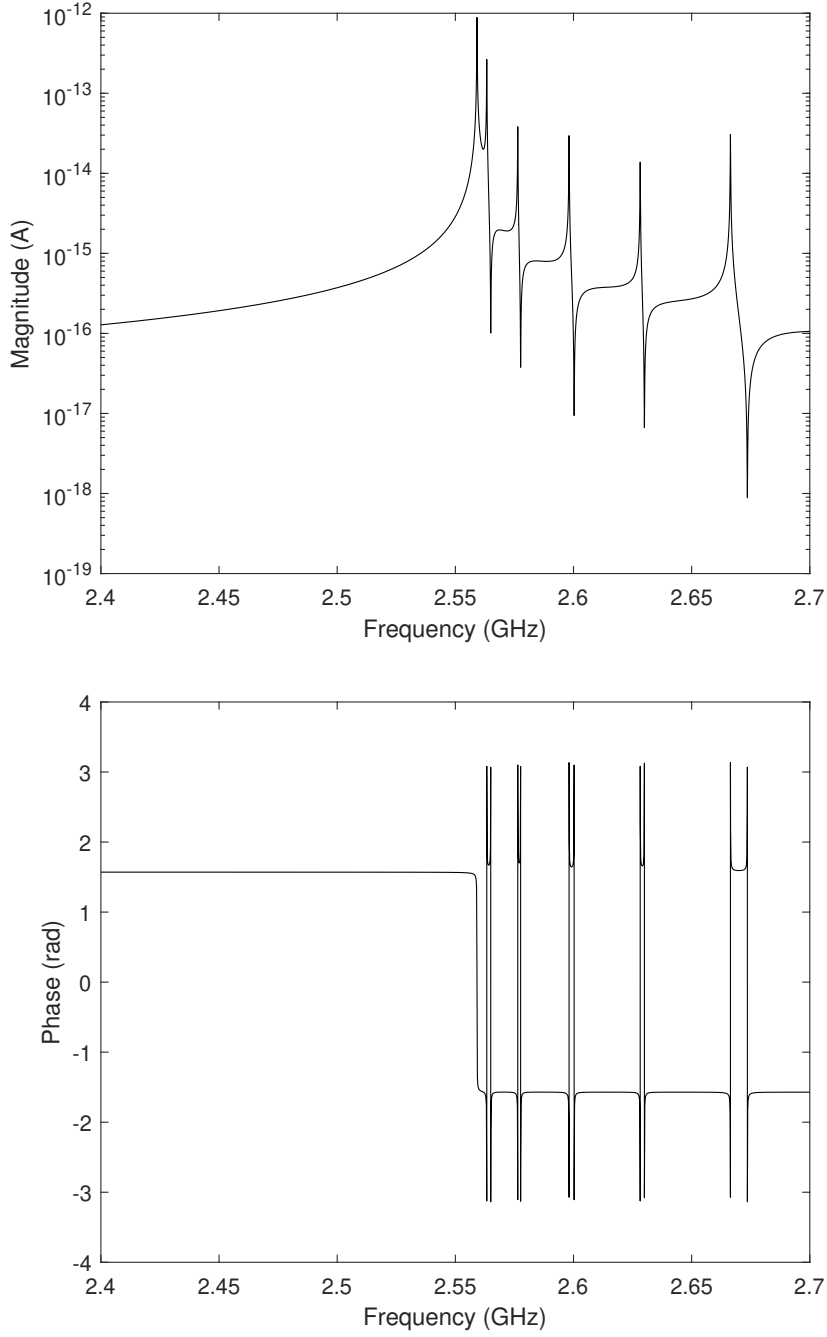 10^-12
10^-13
10^-14
10^-15
10^-16
10^-17
10^-18
10^-19
Magnitude (A)
2.4 2.45 2.5 2.55 2.6 2.65 2.7
Frequency (GHz)
4
3
2
1
0
-1
-2
-3
-4
Phase (rad)
2.4 2.45 2.5 2.55 2.6 2.65 2.7
Frequency (GHz)